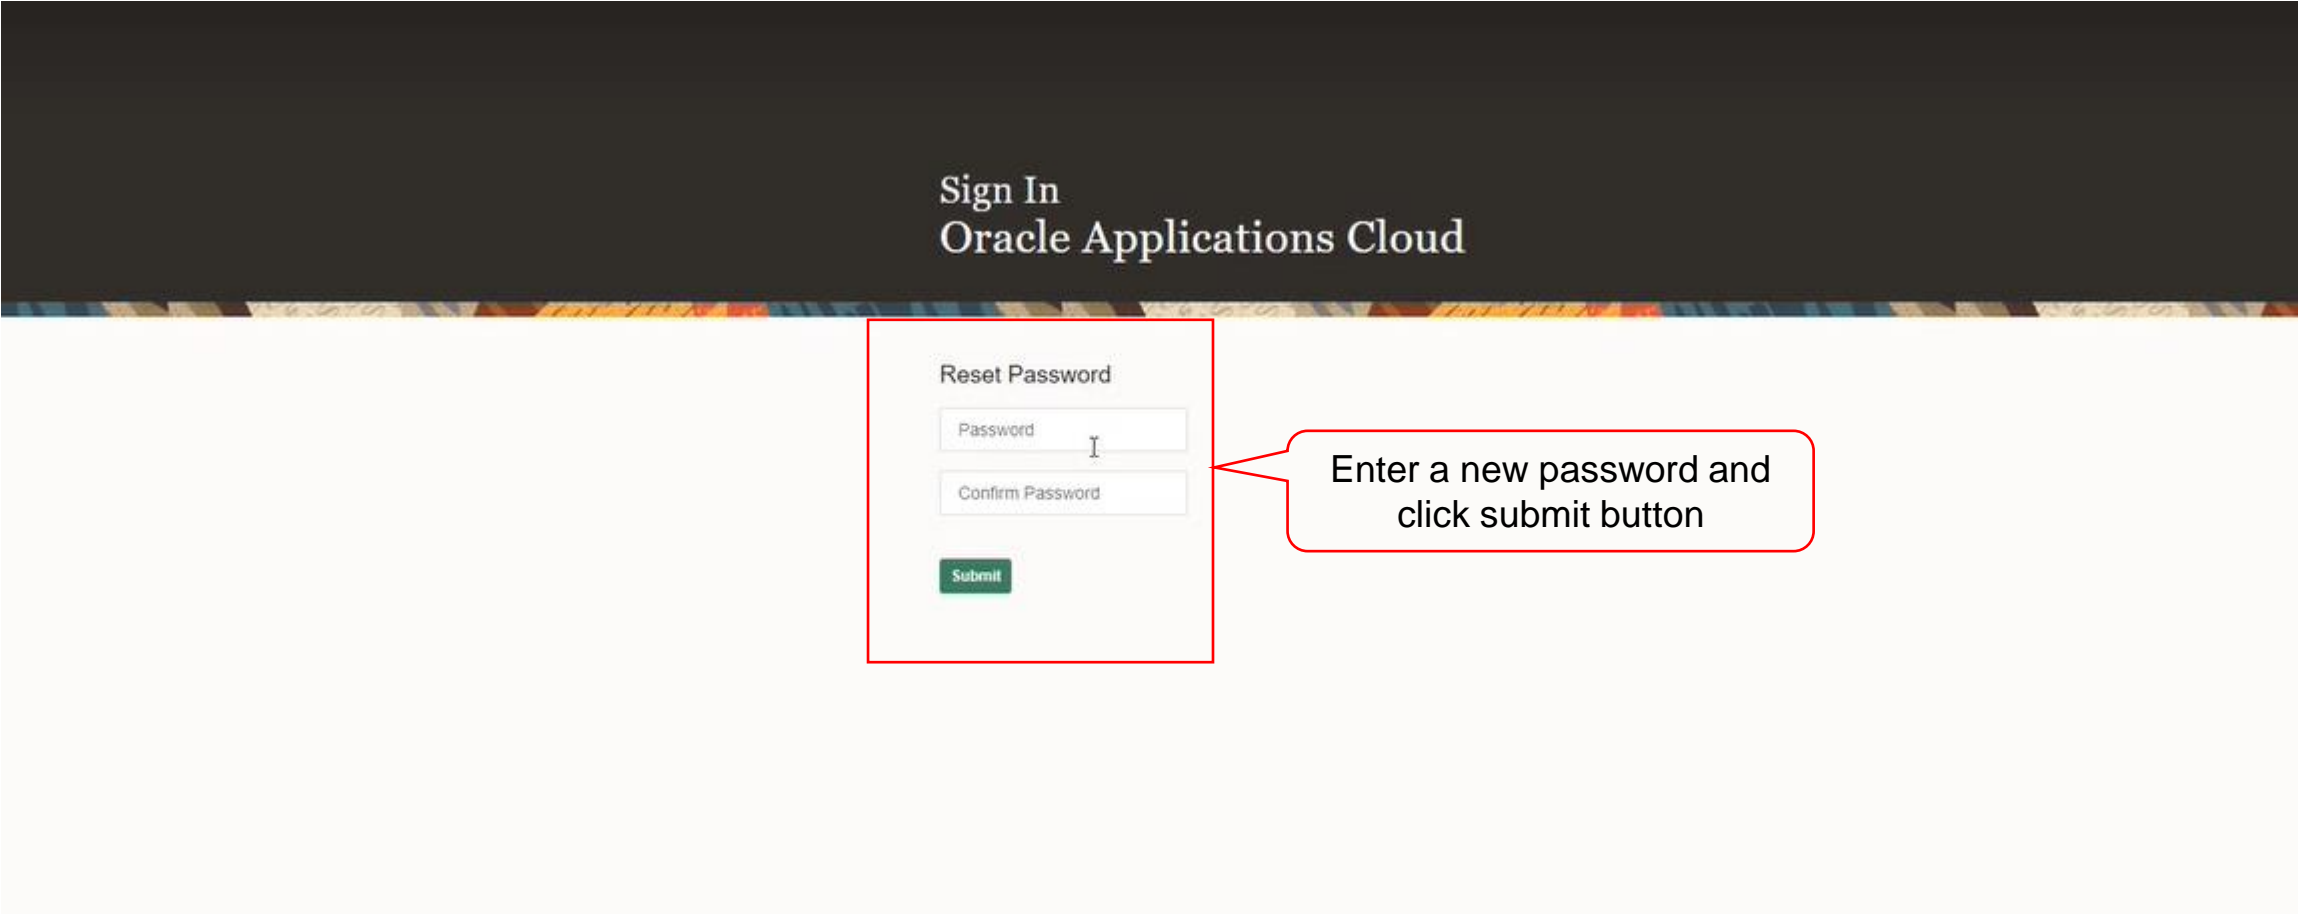 Sign In
Oracle Applications Cloud
Reset Password
Password
Confirm Password
Submit
Enter a new password and
click submit button